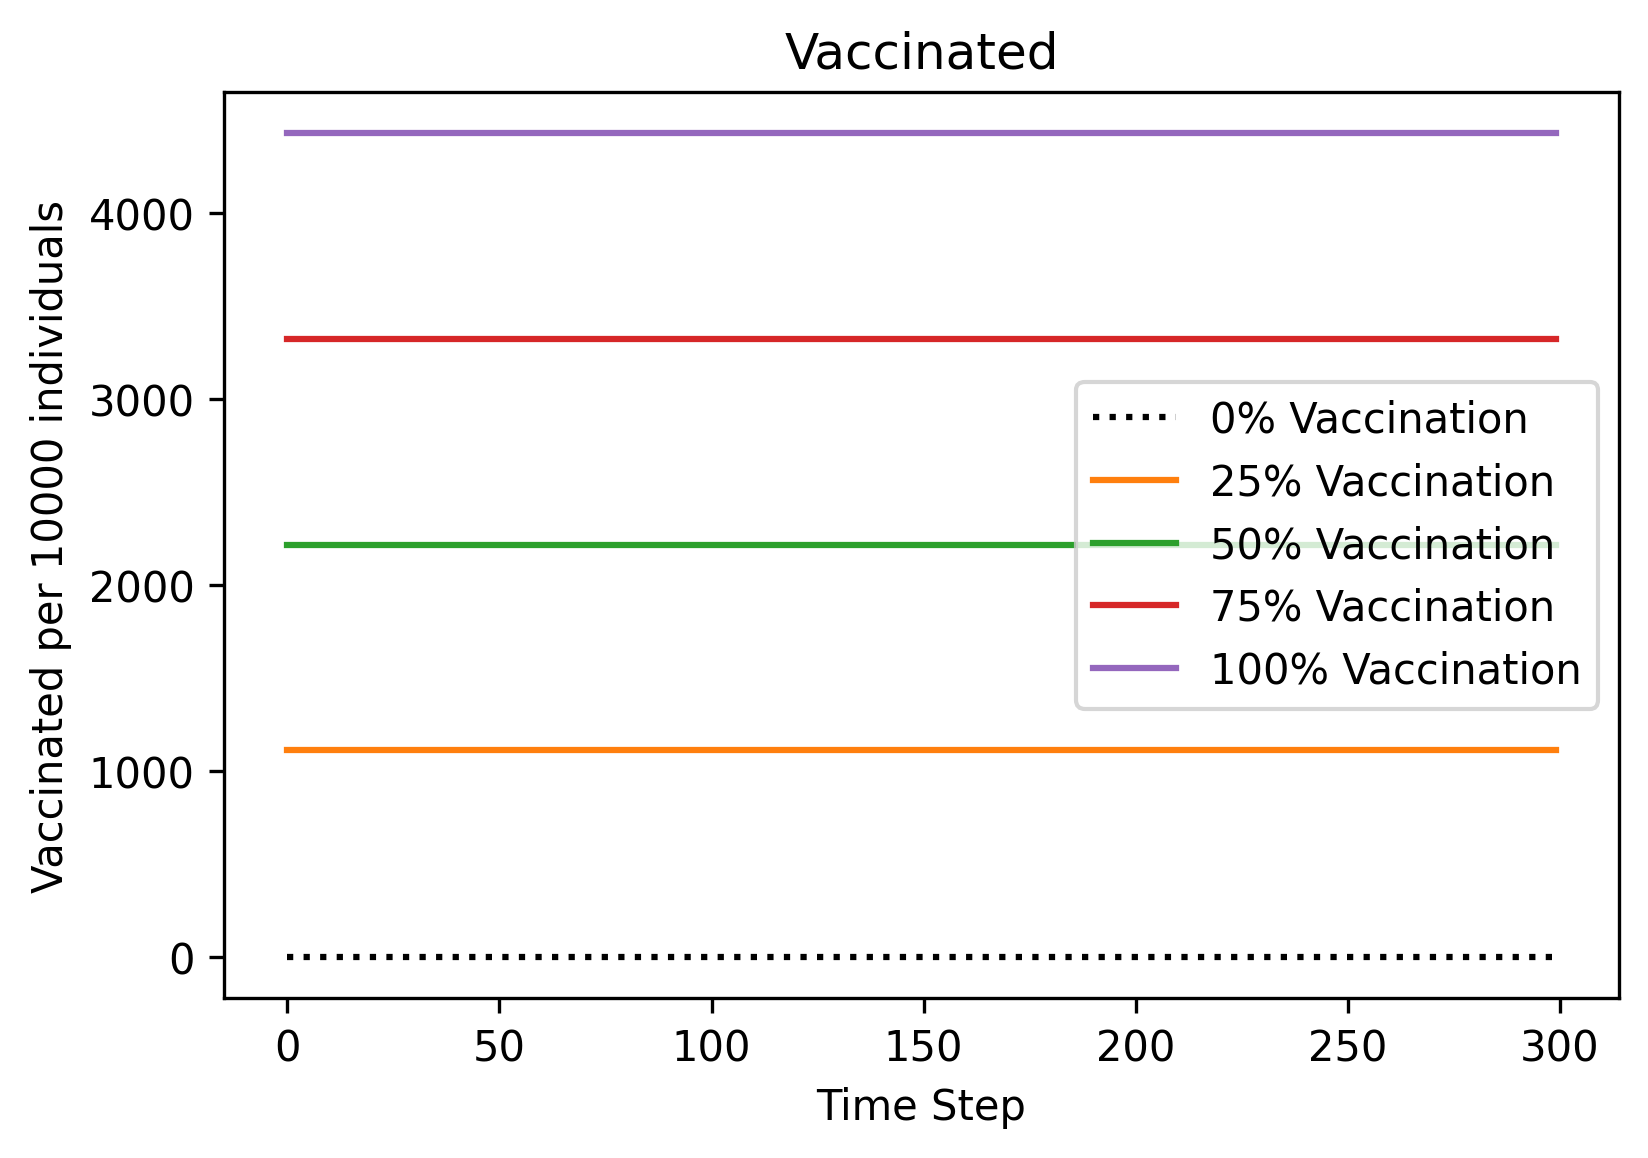 Vaccinated
Vaccinated per 10000 individuals
4000
3000
2000
1000
0
0% Vaccination
25% Vaccination
50% Vaccination
75% Vaccination
100% Vaccination
0 50 100 150 200 250 300
Time Step